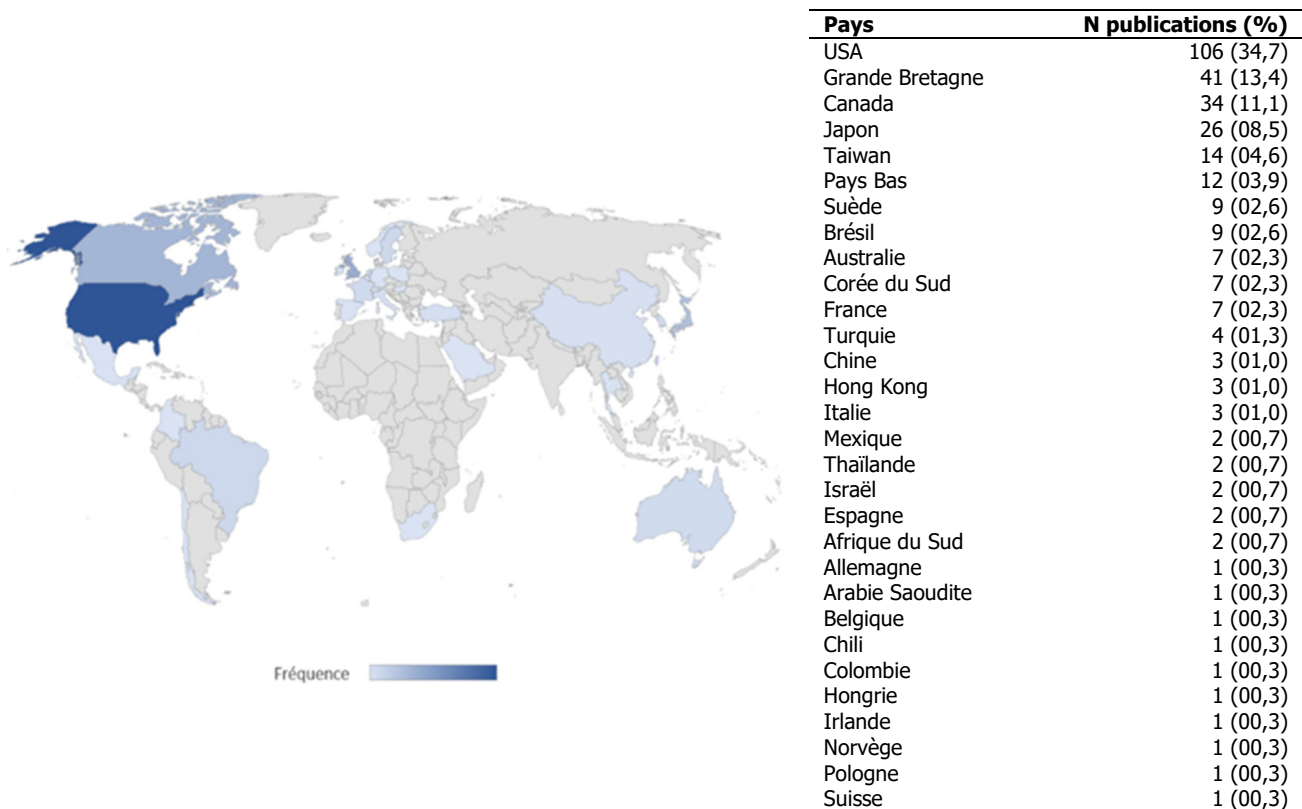 Pays N publications (%)
USA 106 (34,7)
Grande Bretagne 41 (13,4)
Canada 34 (11,1)
Japon 26 (08,5)
Taiwan 14 (04,6)
Pays Bas 12 (03,9)
Suède 9 (02,6)
Brésil 9 (02,6)
Australie 7 (02,3)
Corée du Sud 7 (02,3)
France 7 (02,3)
Turquie 4 (01,3)
Chine 3 (01,0)
Hong Kong 3 (01,0)
Italie 3 (01,0)
Mexique 2 (00,7)
Thaïlande 2 (00,7)
Israël 2 (00,7)
Espagne 2 (00,7)
Afrique du Sud 2 (00,7)
Allemagne 1 (00,3)
Arabie Saoudite 1 (00,3)
Belgique 1 (00,3)
Chili 1 (00,3)
Colombie 1 (00,3)
Hongrie 1 (00,3)
Irlande 1 (00,3)
Norvège 1 (00,3)
Pologne 1 (00,3)
Suisse 1 (00,3)
Fréquence